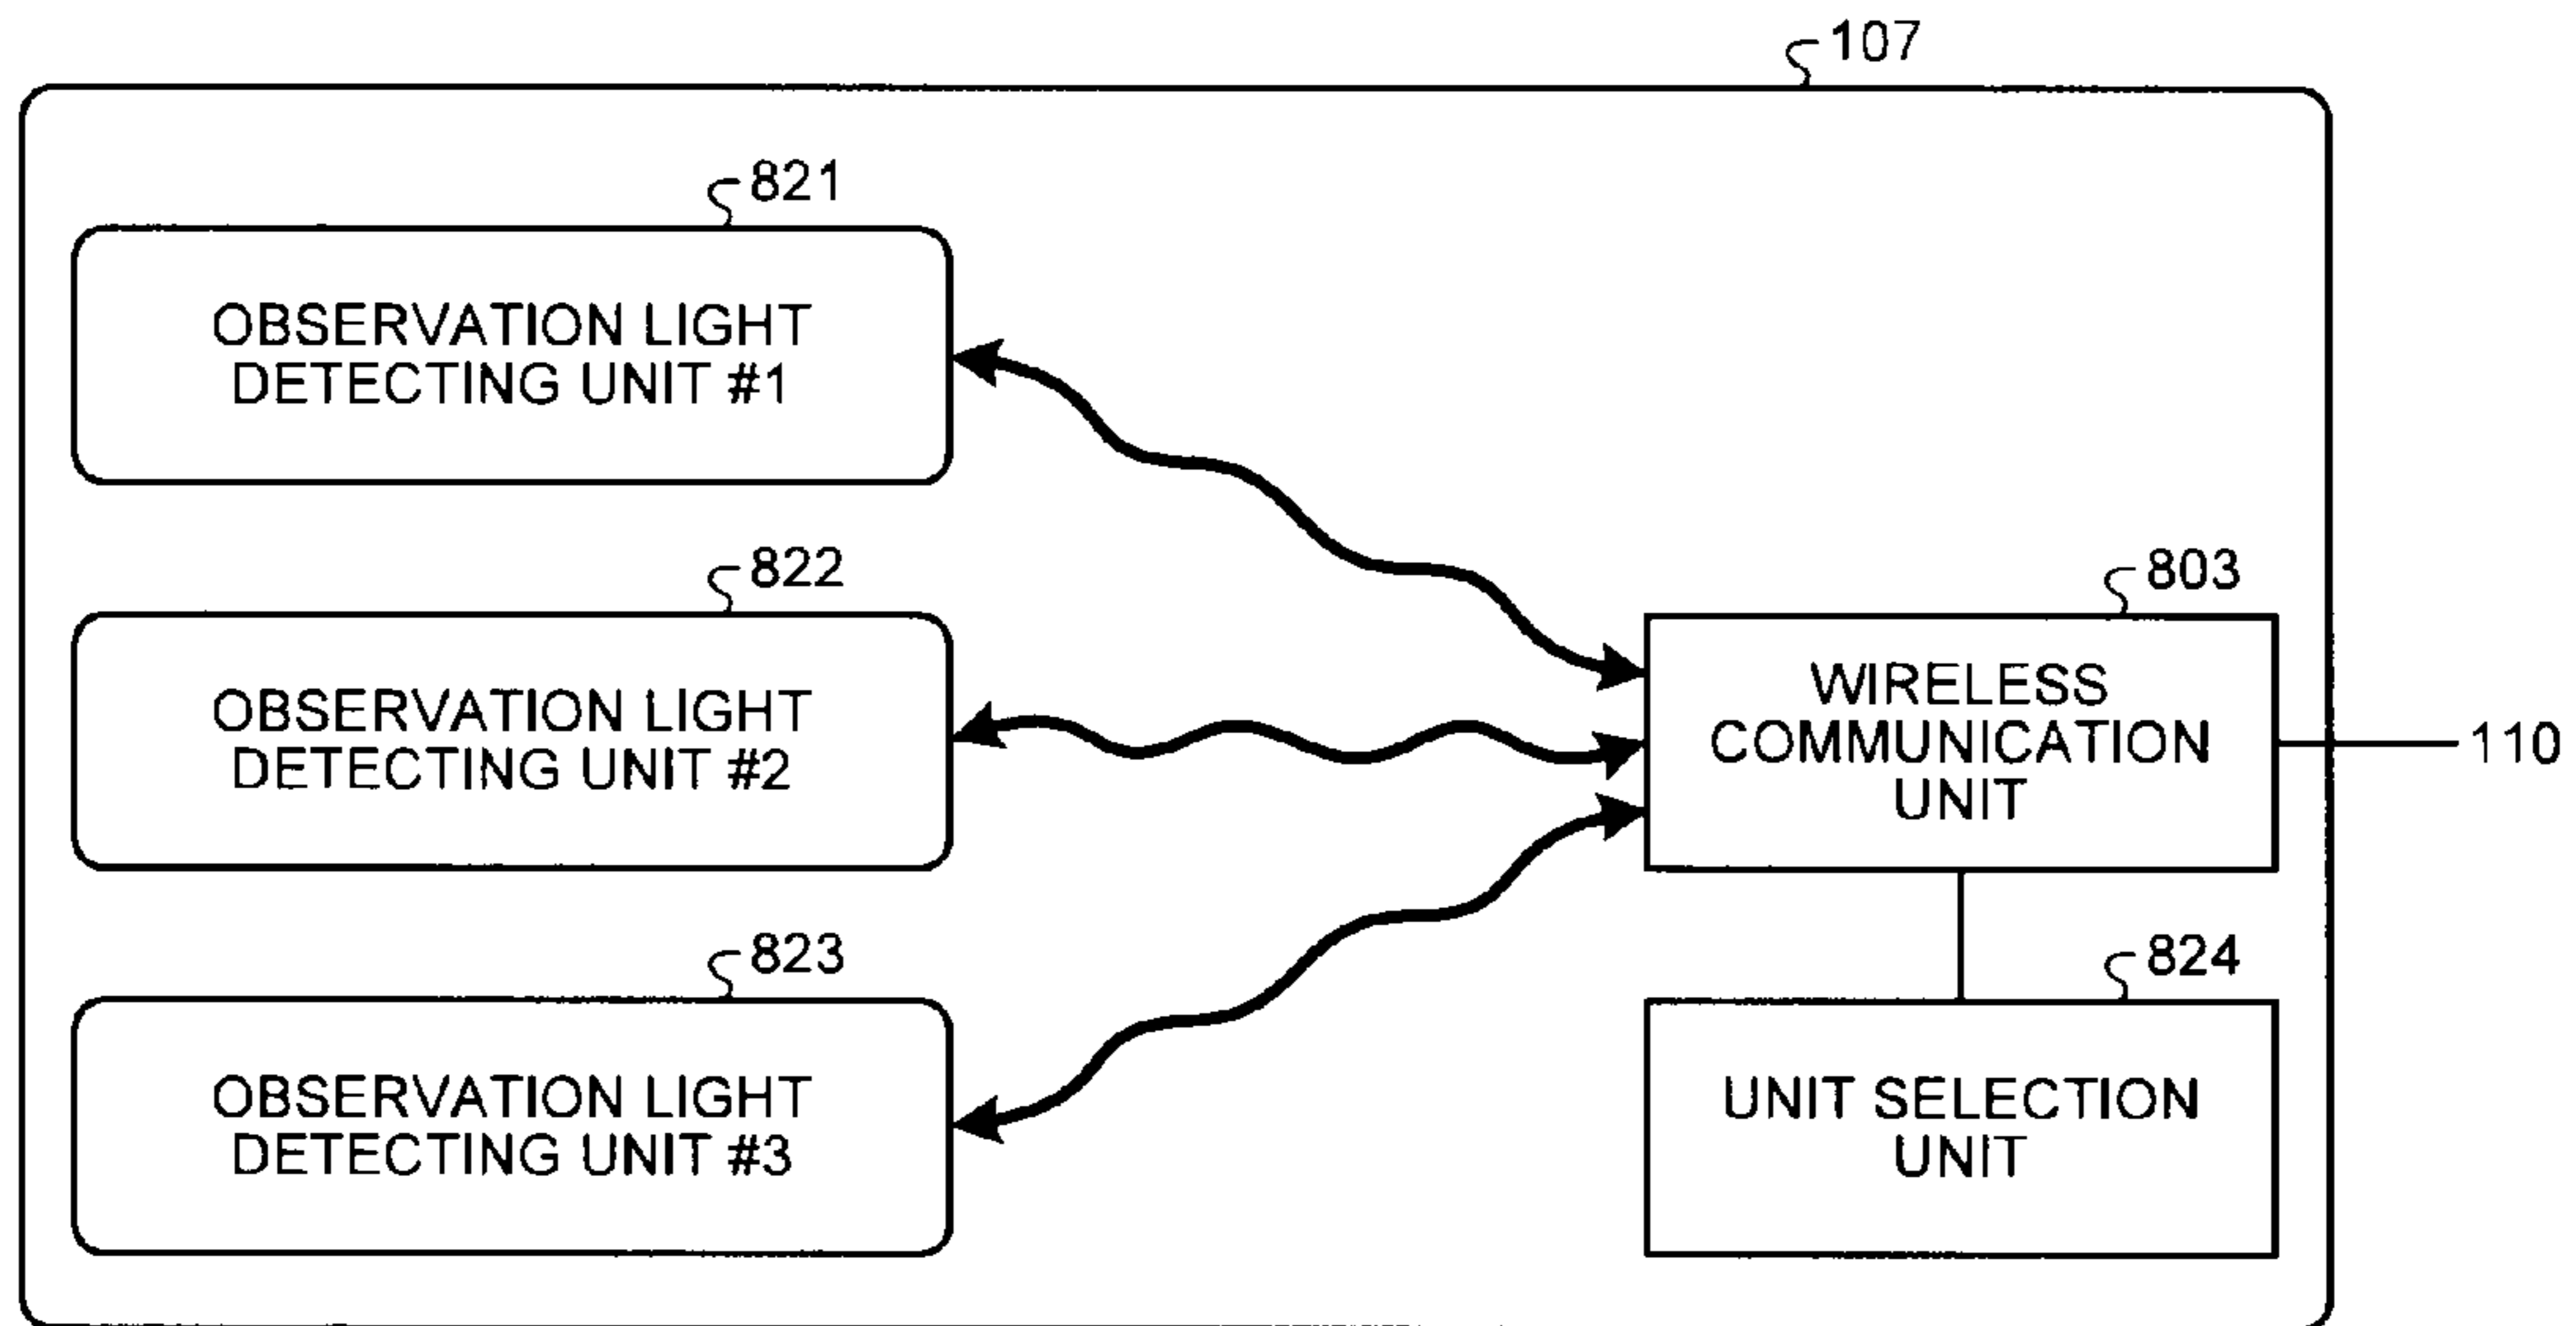 107
821
OBSERVATION LIGHT
DETECTING UNIT #1
822
OBSERVATION LIGHT
DETECTING UNIT #2
803
WIRELESS
COMMUNICATION
UNIT
110
823
OBSERVATION LIGHT
DETECTING UNIT #3
824
UNIT SELECTION
UNIT